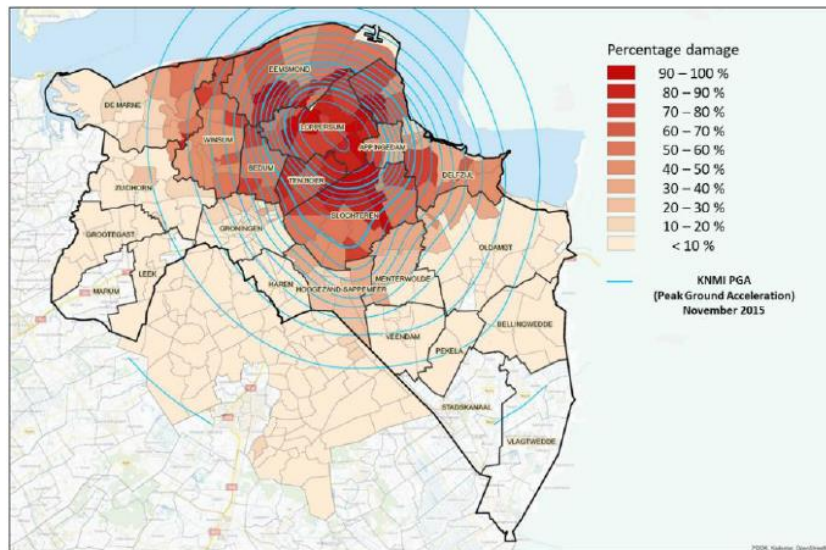 Percentage damage
90 – 100 %
80 – 90 %
70 – 80 %
60 – 70 %
50 – 60 %
40 – 50 %
30 – 40 %
20 – 30 %
10 – 20 %
< 10 %
KNMI PGA
(Peak Ground Acceleration)
November 2015
EEMSMOND
DE MARNE
LOPPERSUM
WINSUM
APPINGEDAM
BEDUM
TEN BOER
DELFZIJL
ZUIDHORN
SLOCHTEREN
GROOTEGAST
GRONINGEN
OLDAMBT
LEEK
MARUM
HAREN
HOOGEZAND-SAPPEMEER
MENTERWOLDE
BELLINGWEDDE
VEENDAM
PEKELA
STADSKANAAL
VLAGTWEDDE